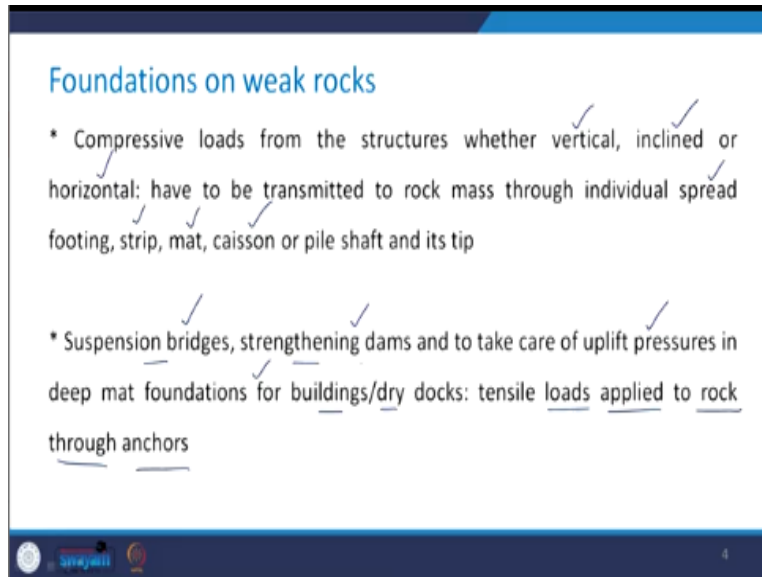 Foundations on weak rocks
* Compressive loads from the structures whether vertical, inclined or
horizontal: have to be transmitted to rock mass through individual spread
footing, strip, mat, caisson or pile shaft and its tip
* Suspension bridges, strengthening dams and to take care of uplift pressures in
deep mat foundations for buildings/dry docks: tensile loads applied to rock
through anchors
swayam
4